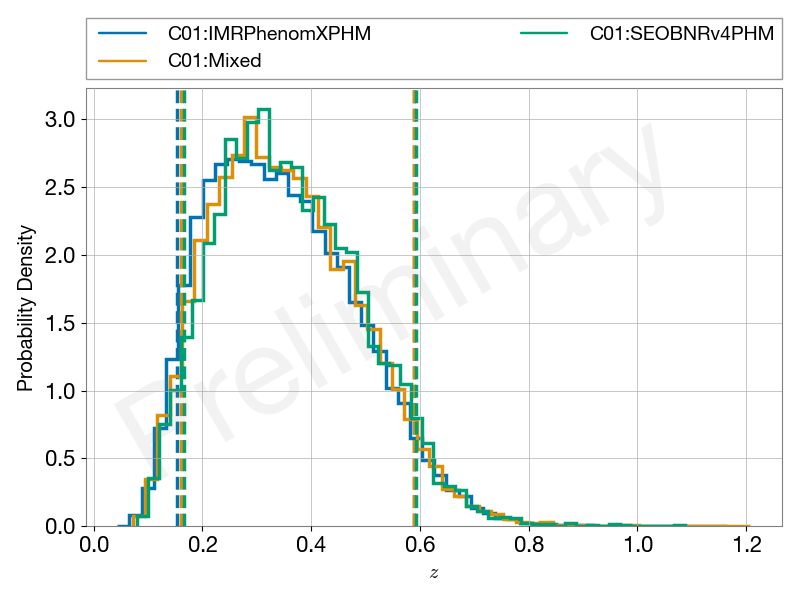 C01:IMRPhenomXPHM
C01:Mixed
C01:SEOBNRv4PHM
Preliminary
Probability Density
3.0
2.5
2.0
1.5
1.0
0.5
0.0
0.0 0.2 0.4 0.6 0.8 1.0 1.2
z